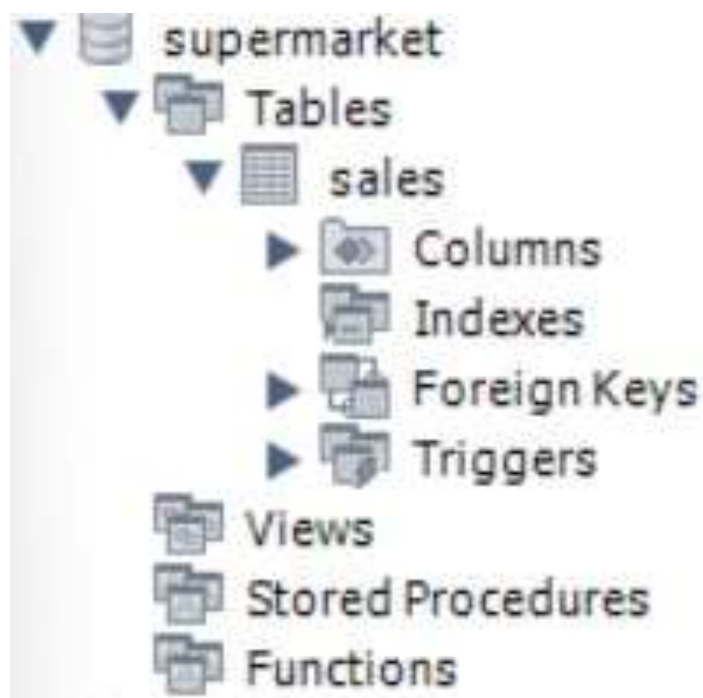 supermarket
Tables
sales
Columns
Indexes
Foreign Keys
Triggers
Views
Stored Procedures
Functions